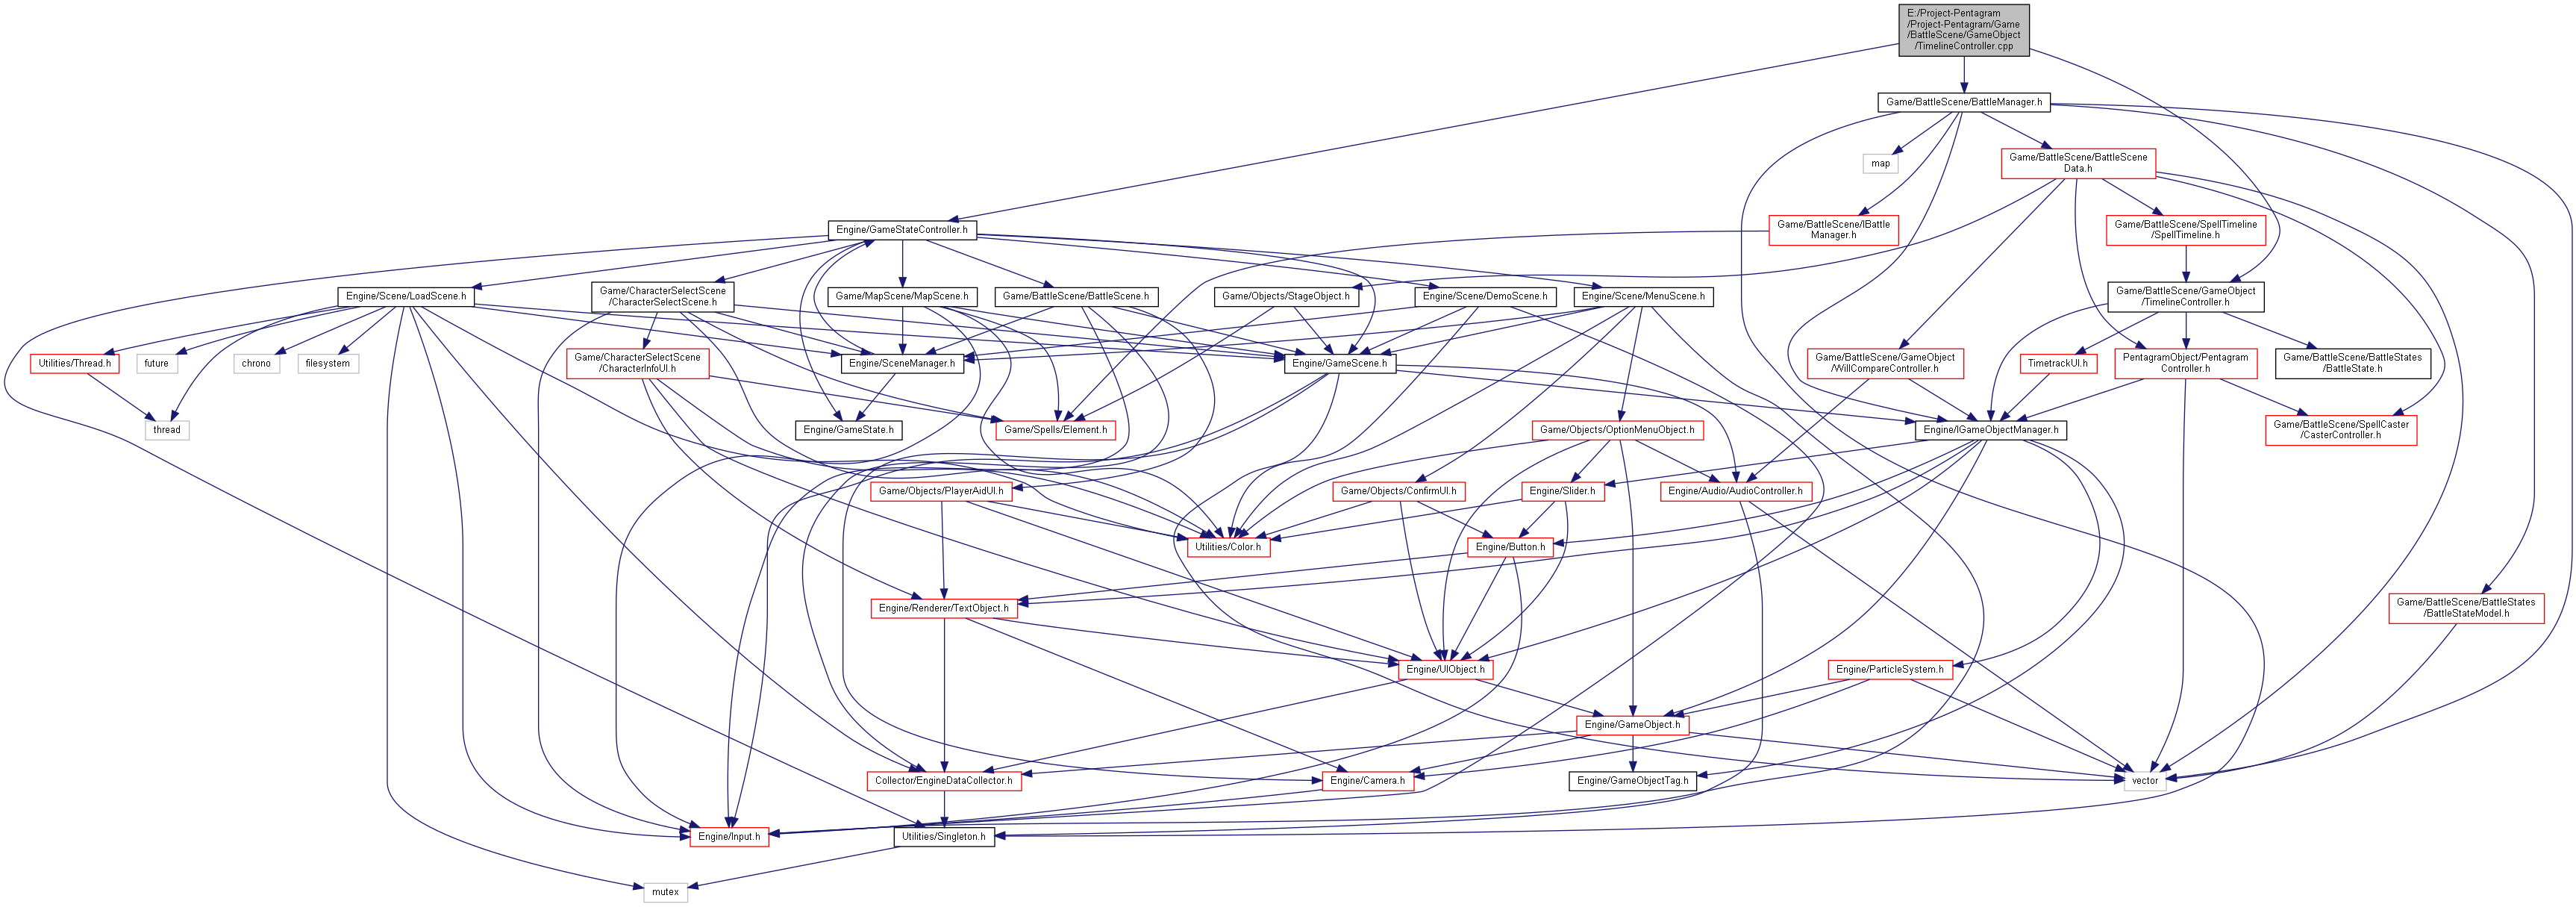 E:/Project-Pentagram
/Project-Pentagram/Game
/BattleScene/GameObject
/TimelineController.cpp
Game/BattleScene/BattleManager.h
map
Game/BattleScene/BattleScene
Data.h
Engine/GameStateController.h
Game/BattleScene/IBattle
Manager.h
Game/BattleScene/SpellTimeline
/SpellTimeline.h
Engine/Scene/LoadScene.h
Game/CharacterSelectScene
/CharacterSelectScene.h
Game/MapScene/MapScene.h
Game/BattleScene/BattleScene.h
Game/Objects/StageObject.h
Engine/Scene/DemoScene.h
Engine/Scene/MenuScene.h
Game/BattleScene/GameObject
/TimelineController.h
Utilities/Thread.h
future
chrono
filesystem
Game/CharacterSelectScene
/CharacterInfoUI.h
Engine/SceneManager.h
Engine/GameScene.h
Game/BattleScene/GameObject
/WillCompareController.h
TimetrackUI.h
PentagramObject/Pentagram
Controller.h
Game/BattleScene/BattleStates
/BattleState.h
thread
Engine/GameState.h
Game/Spells/Element.h
Game/Objects/OptionMenuObject.h
Engine/IGameObjectManager.h
Game/BattleScene/SpellCaster
/CasterController.h
Game/Objects/PlayerAidUI.h
Game/Objects/ConfirmUI.h
Engine/Slider.h
Engine/Audio/AudioController.h
Utilities/Color.h
Engine/Button.h
Engine/Renderer/TextObject.h
Game/BattleScene/BattleStates
/BattleStateModel.h
Engine/UIObject.h
Engine/ParticleSystem.h
Engine/GameObject.h
Collector/EngineDataCollector.h
Engine/Camera.h
Engine/GameObjectTag.h
vector
Engine/Input.h
Utilities/Singleton.h
mutex